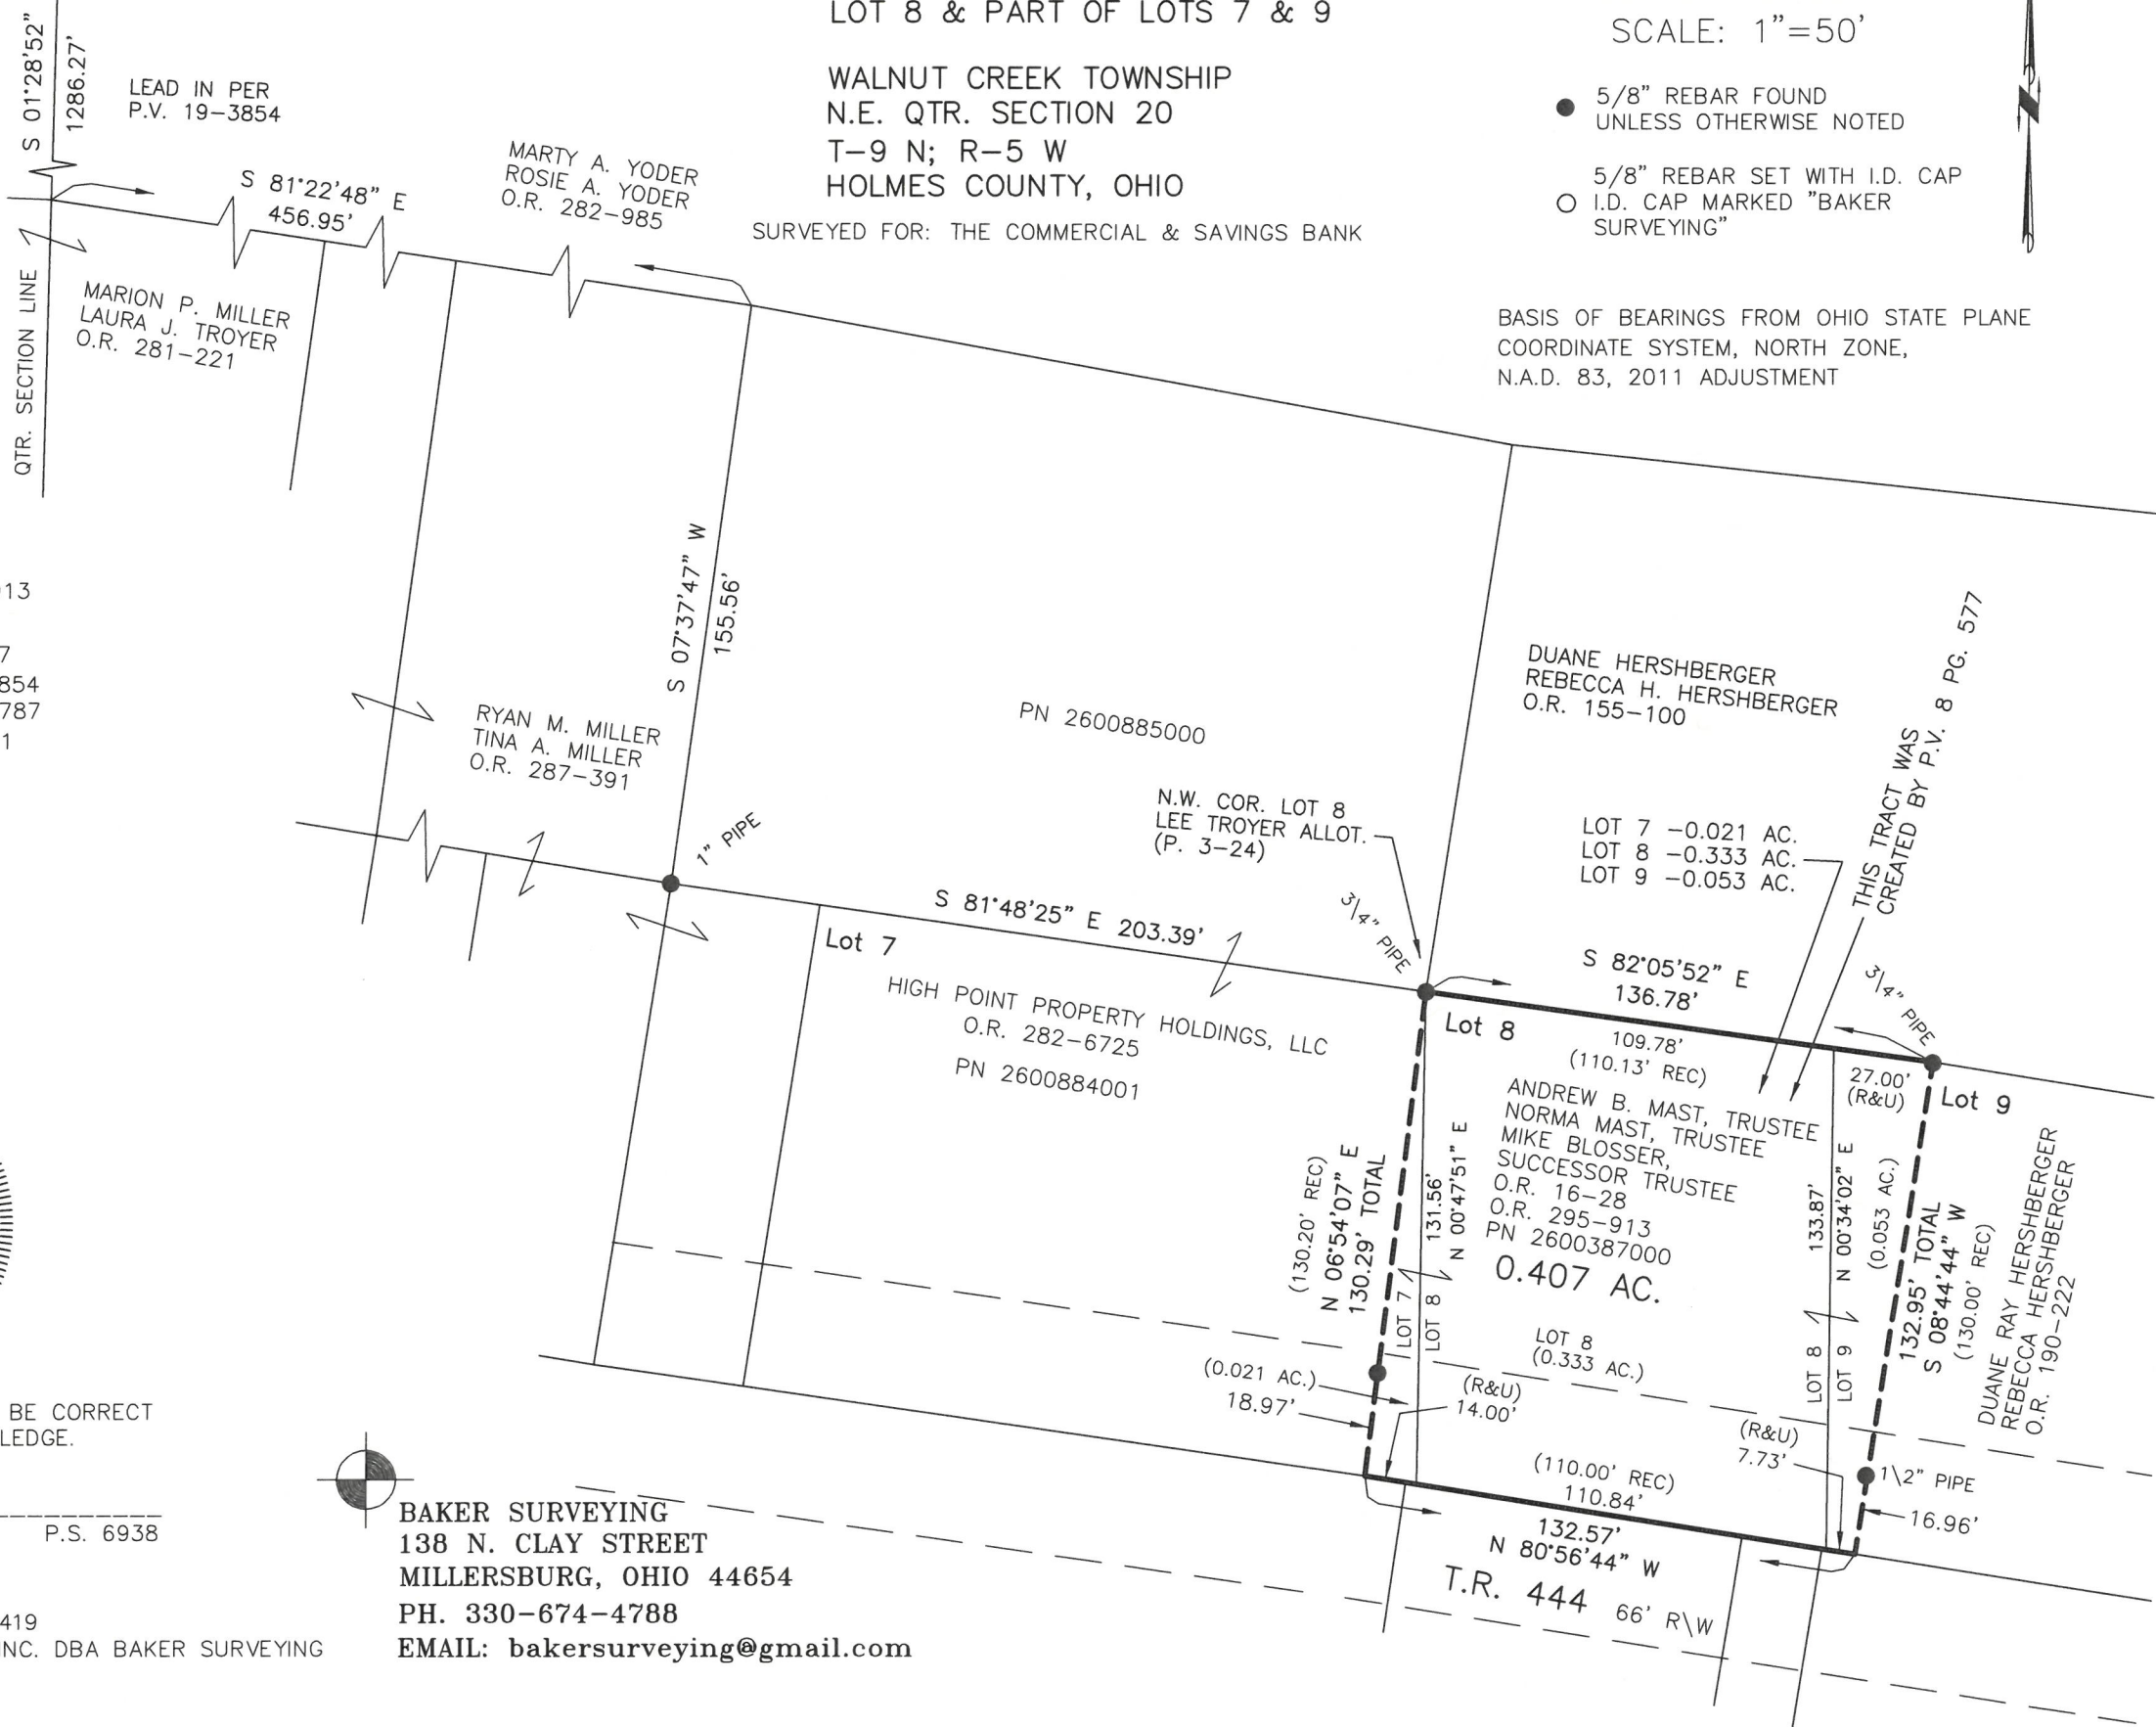 LOT 8 & PART OF LOTS 7 & 9
WALNUT CREEK TOWNSHIP
N.E. QTR. SECTION 20
T-9 N; R-5 W
HOLMES COUNTY, OHIO
SURVEYED FOR: THE COMMERCIAL & SAVINGS BANK
SCALE: 1"=50'
5/8" REBAR FOUND
UNLESS OTHERWISE NOTED
5/8" REBAR SET WITH I.D. CAP
I.D. CAP MARKED "BAKER
SURVEYING"
N
BASIS OF BEARINGS FROM OHIO STATE PLANE
COORDINATE SYSTEM, NORTH ZONE,
N.A.D. 83, 2011 ADJUSTMENT
S 01°28'52"
1286.27'
LEAD IN PER
P.V. 19-3854
S 81°22'48" E
456.95'
MARTY A. YODER
ROSIE A. YODER
O.R. 282-985
QTR. SECTION LINE
MARION P. MILLER
LAURA J. TROYER
O.R. 281-221
13
7
854
787
1
S 07°37'47" W
155.56'
RYAN M. MILLER
TINA A. MILLER
O.R. 287-391
1" PIPE
PN 2600885000
DUANE HERSHBERGER
REBECCA H. HERSHBERGER
O.R. 155-100
THIS TRACT WAS
CREATED BY P.V. 8 PG. 577
N.W. COR. LOT 8
LEE TROYER ALLOT.
(P. 3-24)
LOT 7 -0.021 AC.
LOT 8 -0.333 AC.
LOT 9 -0.053 AC.
3/4" PIPE
S 81°48'25" E 203.39'
Lot 7
HIGH POINT PROPERTY HOLDINGS, LLC
O.R. 282-6725
PN 2600884001
S 82°05'52" E
136.78'
3/4" PIPE
Lot 8
109.78'
(110.13' REC)
27.00'
(R&U)
Lot 9
ANDREW B. MAST, TRUSTEE
NORMA MAST, TRUSTEE
MIKE BLOSSER,
SUCCESSOR TRUSTEE
O.R. 16-28
O.R. 295-913
PN 2600387000
0.407 AC.
(130.20' REC)
N 06°54'07" E
130.29' TOTAL
131.56'
N 00°47'51" E
LOT 7
LOT 8
133.87'
N 00°34'02" E
LOT 8
LOT 9
(0.053 AC.)
132.95' TOTAL
S 08°44'44" W
(130.00' REC)
DUANE RAY HERSHBERGER
REBECCA HERSHBERGER
O.R. 190-222
LOT 8
(0.333 AC.)
(0.021 AC.)
18.97'
(R&U)
14.00'
(R&U)
7.73'
1\2" PIPE
16.96'
(110.00' REC)
110.84'
132.57'
N 80°56'44" W
T.R. 444 66' R\W
BE CORRECT
LEDGE.
P.S. 6938
419
INC. DBA BAKER SURVEYING
BAKER SURVEYING
138 N. CLAY STREET
MILLERSBURG, OHIO 44654
PH. 330-674-4788
EMAIL: bakersurveying@gmail.com